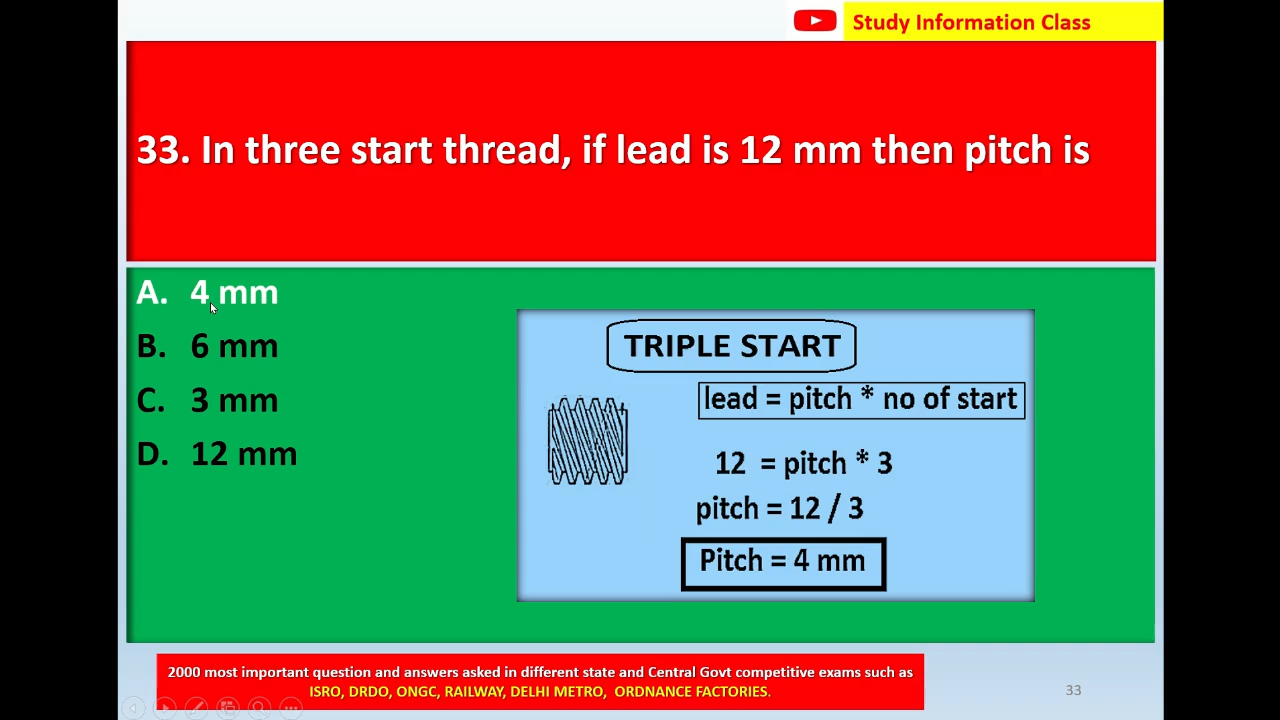 Study Information Class
33. In three start thread, if lead is 12 mm then pitch is
A. 4 mm
B. 6 mm
C. 3 mm
D. 12 mm
TRIPLE START
lead = pitch * no of start
12 = pitch * 3
pitch = 12 / 3
Pitch = 4 mm
2000 most important question and answers asked in different state and Central Govt competitive exams such as
ISRO, DRDO, ONGC, RAILWAY, DELHI METRO, ORDNANCE FACTORIES.
33